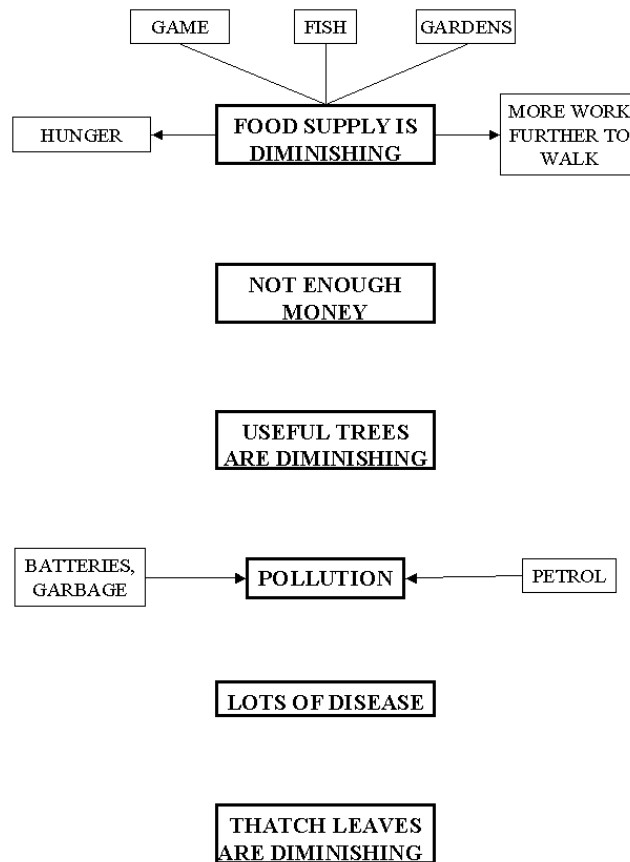 GAME
FISH
GARDENS
HUNGER
FOOD SUPPLY IS
DIMINISHING
MORE WORK
FURTHER TO
WALK
NOT ENOUGH
MONEY
USEFUL TREES
ARE DIMINISHING
BATTERIES,
GARBAGE
POLLUTION
PETROL
LOTS OF DISEASE
THATCH LEAVES
ARE DIMINISHING